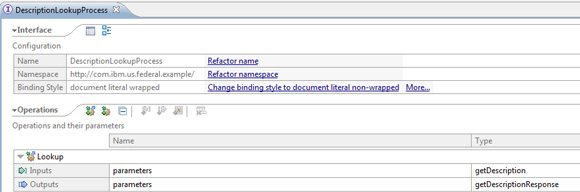 DescriptionLookupProcess
Interface
Configuration
Name DescriptionLookupProcess Refactor name
Namespace http://com.ibm.us.federal.example/ Refactor namespace
Binding Style document literal wrapped Change binding style to document literal non-wrapped More...
Operations
Operations and their parameters
Name Type
Lookup
Inputs parameters getDescription
Outputs parameters getDescriptionResponse